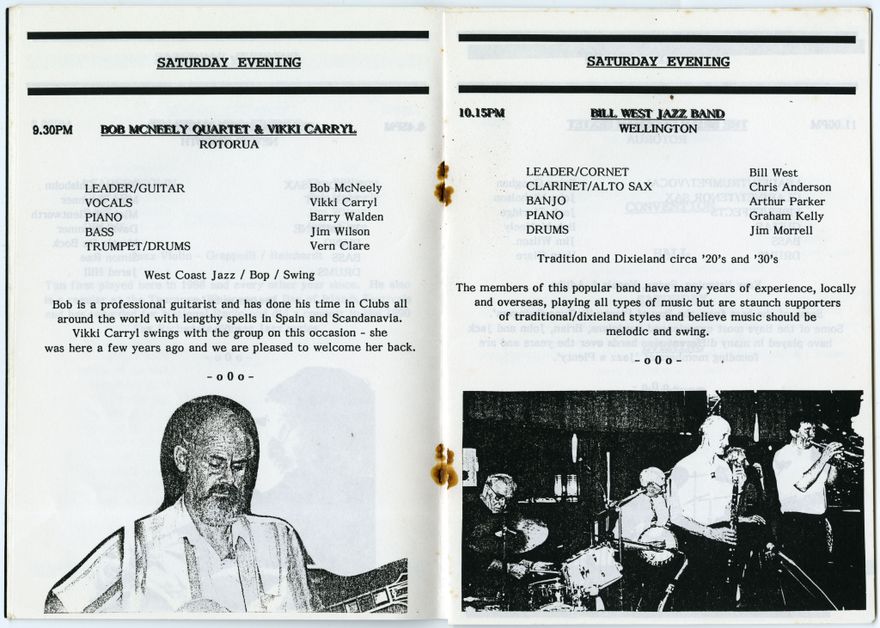 SATURDAY EVENING
9.30PM BOB MCNEELY QUARTET & VIKKI CARRYL
ROTORUA
LEADER/GUITAR Bob McNeely
VOCALS Vikki Carryl
PIANO Barry Walden
BASS Jim Wilson
TRUMPET/DRUMS Vern Clare
West Coast Jazz / Bop / Swing
Bob is a professional guitarist and has done his time in Clubs all
around the world with lengthy spells in Spain and Scandanavia.
Vikki Carryl swings with the group on this occasion - she
was here a few years ago and we are pleased to welcome her back.
- o 0 o -
SATURDAY EVENING
10.15PM BILL WEST JAZZ BAND
WELLINGTON
LEADER/CORNET Bill West
CLARINET/ALTO SAX Chris Anderson
BANJO Arthur Parker
PIANO Graham Kelly
DRUMS Jim Morrell
Tradition and Dixieland circa '20's and '30's
The members of this popular band have many years of experience, locally
and overseas, playing all types of music but are staunch supporters
of traditional/dixieland styles and believe music should be
melodic and swing.
- o 0 o -